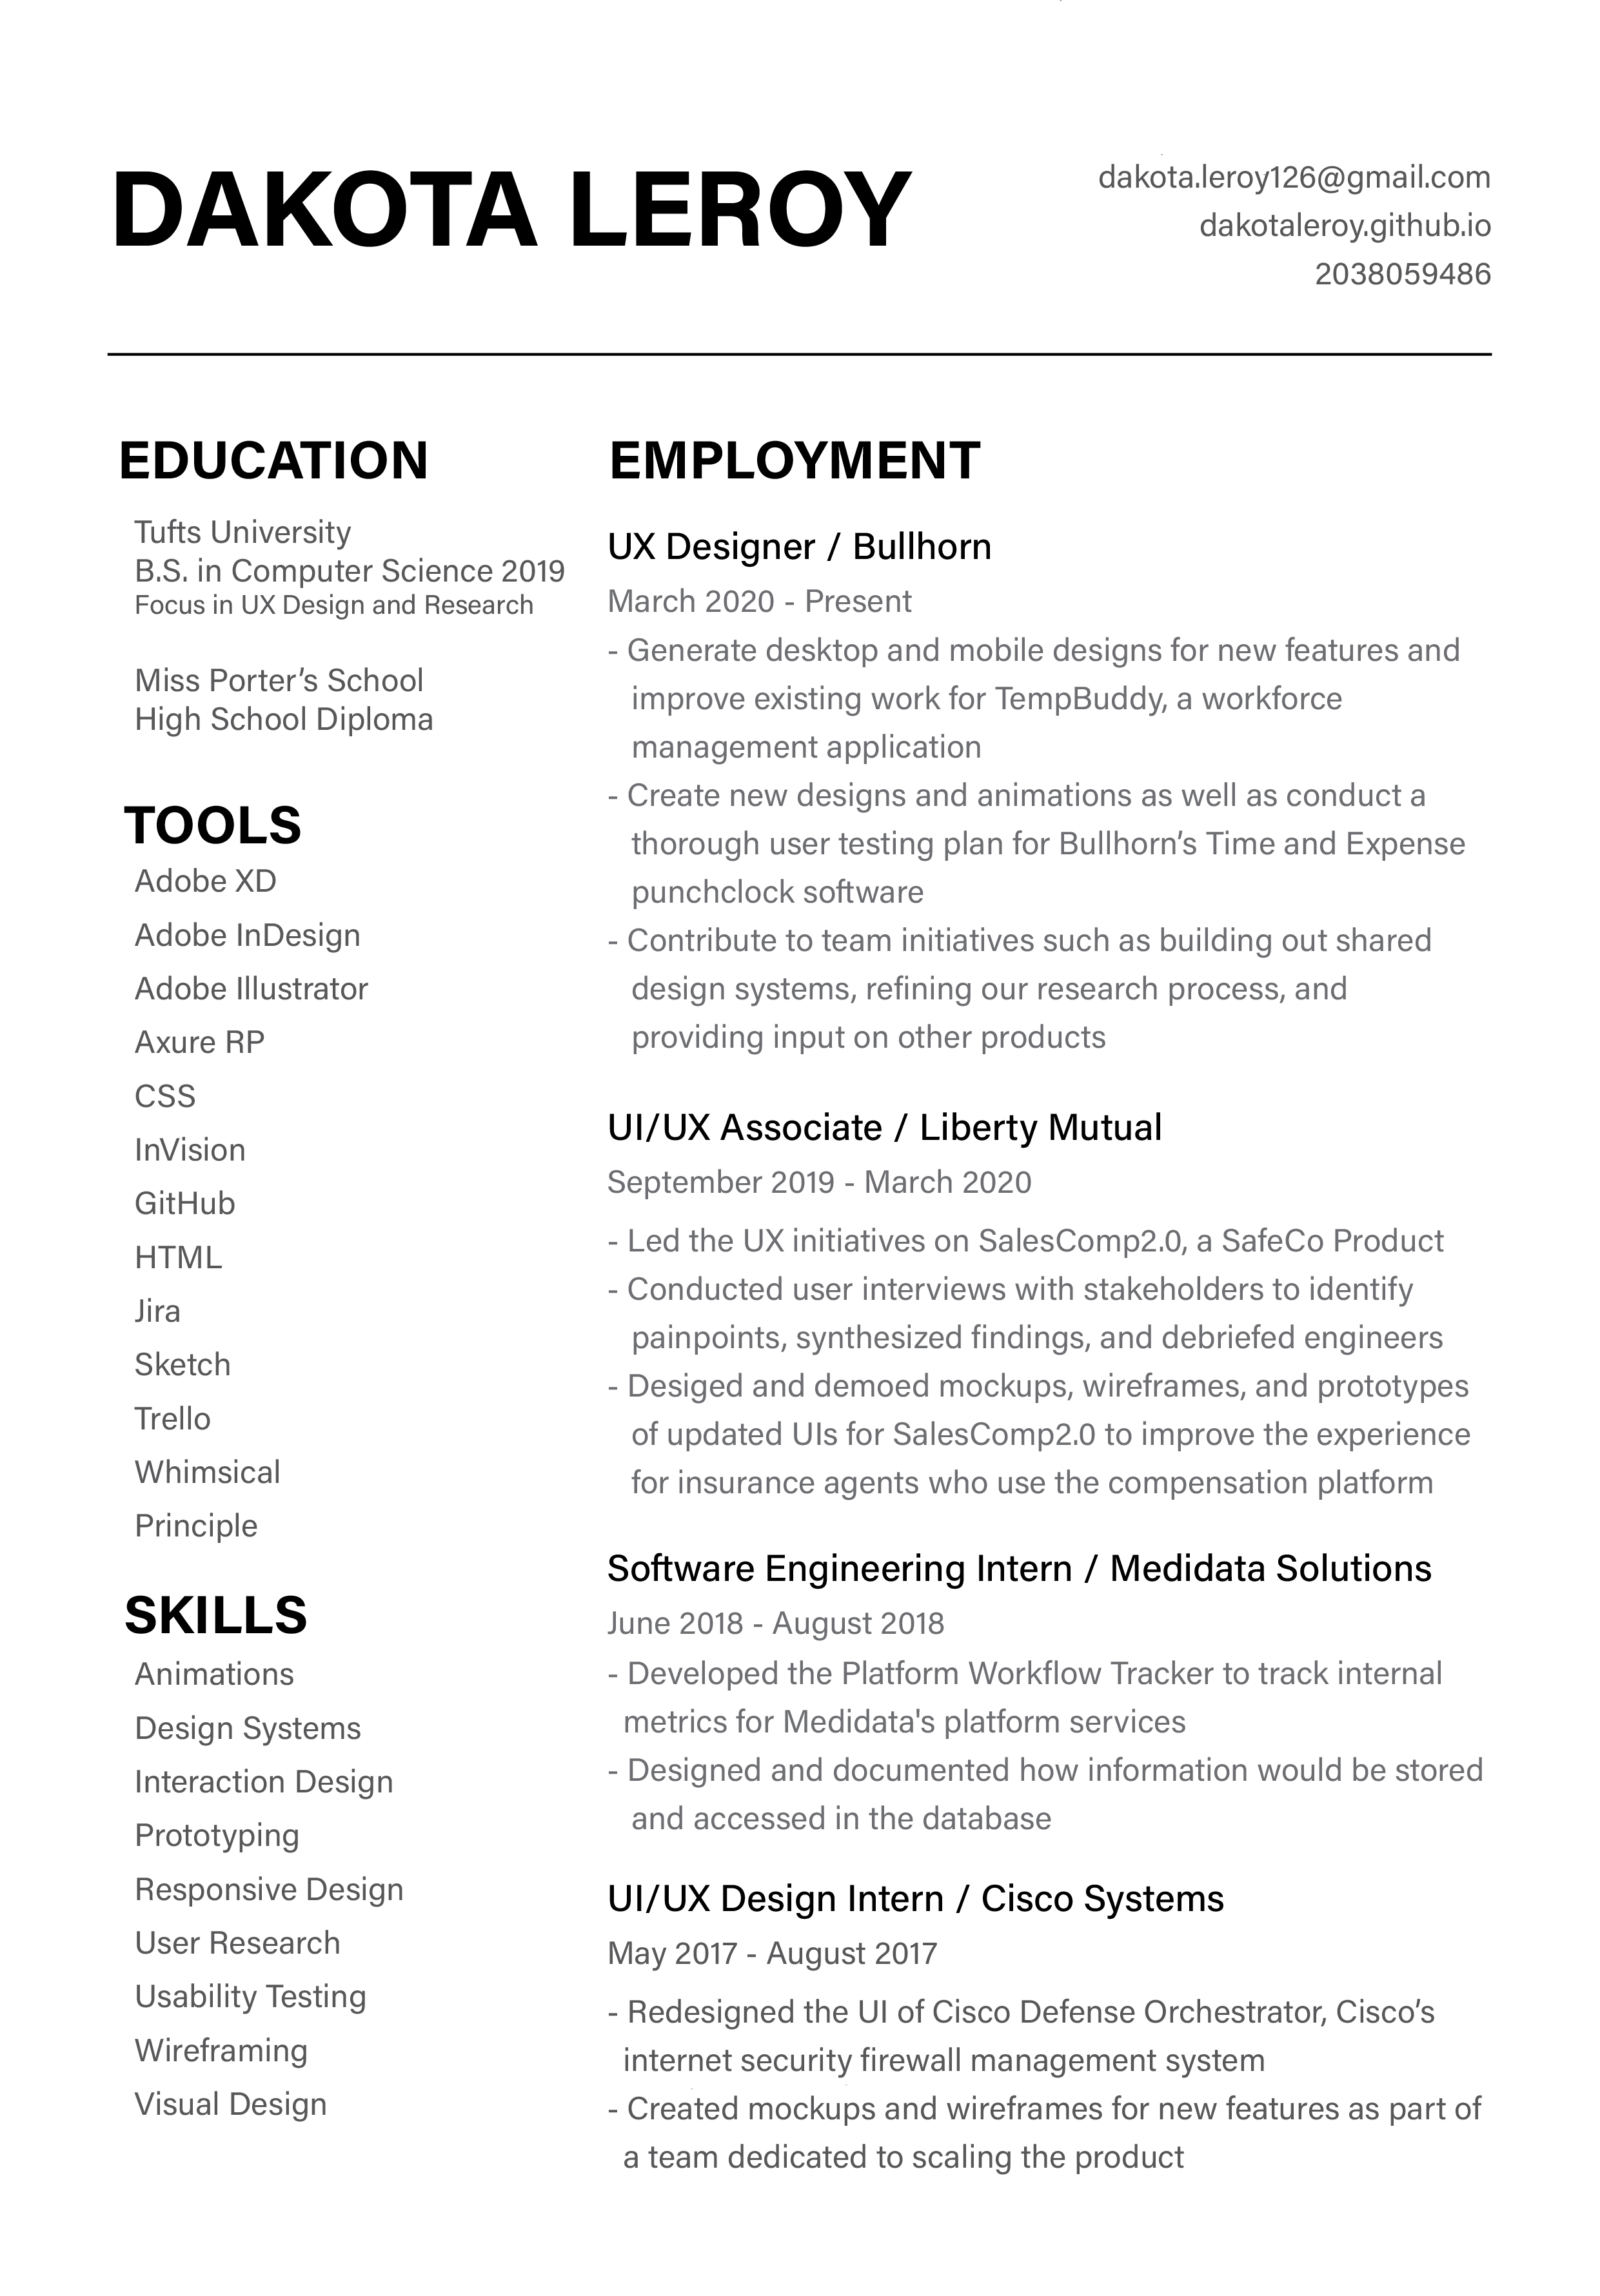 DAKOTA LEROY
dakota.leroy126@gmail.com
dakotaleroy.github.io
2038059486
EDUCATION
Tufts University
B.S. in Computer Science 2019
Focus in UX Design and Research
Miss Porter’s School
High School Diploma
TOOLS
Adobe XD
Adobe InDesign
Adobe Illustrator
Axure RP
CSS
InVision
GitHub
HTML
Jira
Sketch
Trello
Whimsical
Principle
SKILLS
Animations
Design Systems
Interaction Design
Prototyping
Responsive Design
User Research
Usability Testing
Wireframing
Visual Design
EMPLOYMENT
UX Designer / Bullhorn
March 2020 - Present
- Generate desktop and mobile designs for new features and
improve existing work for TempBuddy, a workforce
management application
- Create new designs and animations as well as conduct a
thorough user testing plan for Bullhorn’s Time and Expense
punchclock software
- Contribute to team initiatives such as building out shared
design systems, refining our research process, and
providing input on other products
UI/UX Associate / Liberty Mutual
September 2019 - March 2020
- Led the UX initiatives on SalesComp2.0, a SafeCo Product
- Conducted user interviews with stakeholders to identify
painpoints, synthesized findings, and debriefed engineers
- Desiged and demoed mockups, wireframes, and prototypes
of updated UIs for SalesComp2.0 to improve the experience
for insurance agents who use the compensation platform
Software Engineering Intern / Medidata Solutions
June 2018 - August 2018
- Developed the Platform Workflow Tracker to track internal
metrics for Medidata's platform services
- Designed and documented how information would be stored
and accessed in the database
UI/UX Design Intern / Cisco Systems
May 2017 - August 2017
- Redesigned the UI of Cisco Defense Orchestrator, Cisco’s
internet security firewall management system
- Created mockups and wireframes for new features as part of
a team dedicated to scaling the product